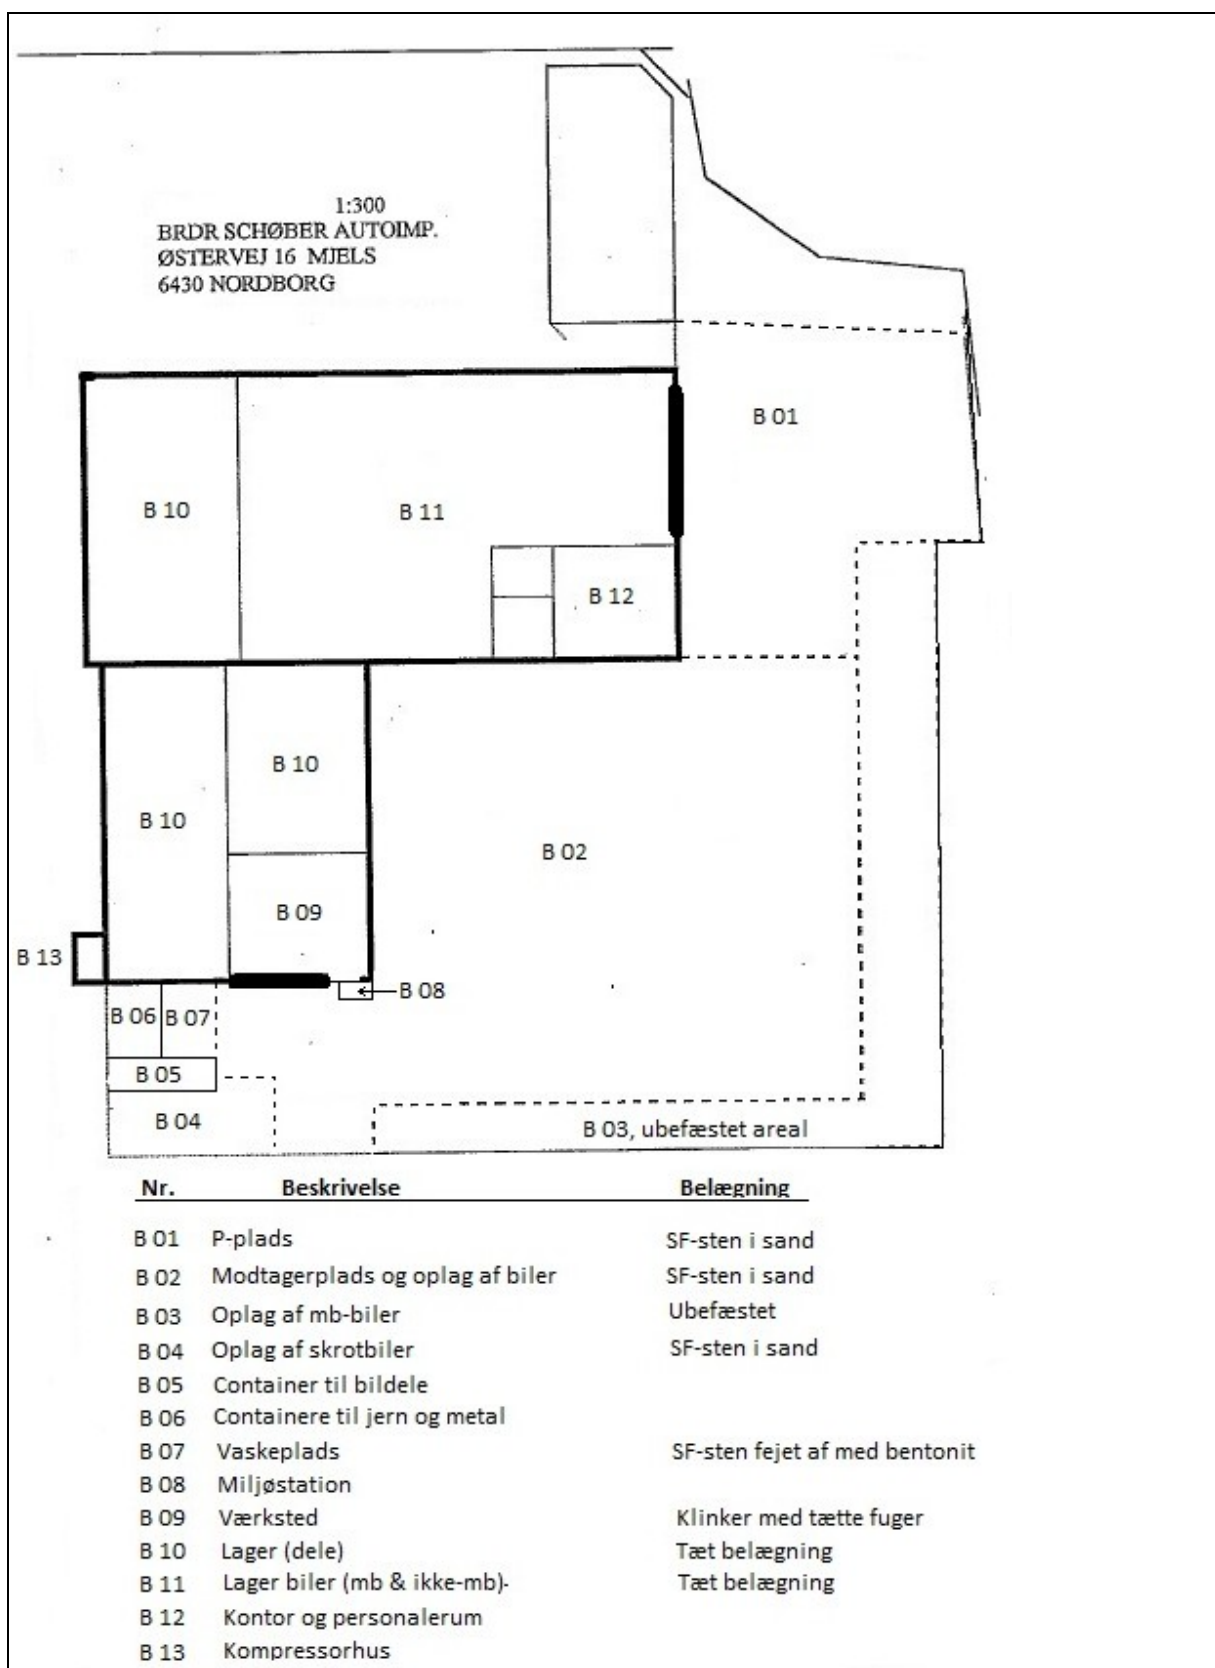 1:300
BRDR SCHØBER AUTOIMP.
ØSTERVEJ 16 MJELS
6430 NORDBORG
B 01
B 10
B 11
B 12
B 10
B 10
B 02
B 09
B 13
B 08
B 06
B 07
B 05
B 04
B 03, ubefæstet areal
Nr. Beskrivelse Belægning
B 01 P-plads SF-sten i sand
B 02 Modtagerplads og oplag af biler SF-sten i sand
B 03 Oplag af mb-biler Ubefæstet
B 04 Oplag af skrotbiler SF-sten i sand
B 05 Container til bildele
B 06 Containere til jern og metal
B 07 Vaskeplads SF-sten fejet af med bentonit
B 08 Miljøstation
B 09 Værksted Klinker med tætte fuger
B 10 Lager (dele) Tæt belægning
B 11 Lager biler (mb & ikke-mb)- Tæt belægning
B 12 Kontor og personalerum
B 13 Kompressorhus